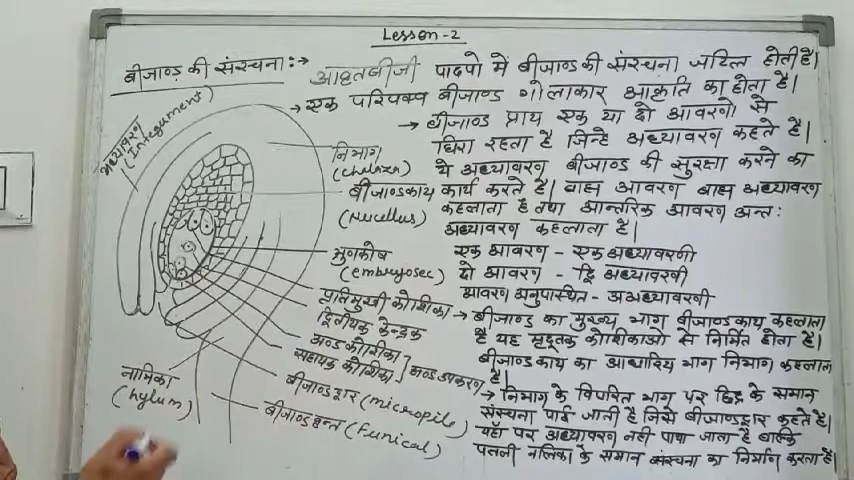 Lesson-2
बीजाण्ड की संरचना :→ आवृतबीजी पादपो में बीजाण्ड की संरचना जटिल होती है।
→ एक परिपक्व बीजाण्ड गोलाकार आकृति का होता है।
→ बीजाण्ड प्राय एक या दो आवरणो से
घिरा रहता है जिन्हे अध्यावरण कहते है।
ये अध्यावरण बीजाण्ड की सुरक्षा करने का
कार्य करते है। बाह्य आवरण बाह्य अध्यावरण
कहलाता है तथा आन्तरिक आवरण अन्तः
अध्यावरण कहलाता है।
एक आवरण - एक अध्यावरणी
दो आवरण - द्वि अध्यावरणी
आवरण अनुपास्थित - अअध्यावरणी
→ बीजाण्ड का मुख्य भाग बीजाण्डकाय कहलाता
है यह मृदूतक कोशिकाओ से निर्मित होता है।
बीजाण्डकाय का आधारिय भाग निभाग कहलाता
है।
→ निभाग के विपरित भाग पर छिद्र के समान
संरचना पाई जाती है जिसे बीजाण्डद्वार कहते है।
यहाँ पर अध्यावरण नही पाया जाता है बल्कि
पतली नलिका के समान संरचना का निर्माण करता है।
अध्यावरण
(Integument)
निभाग
(chalaza)
बीजाण्डकाय
(Nucellus)
भ्रुणकोष
(embryosec)
प्रतिमुखी कोशिका
द्वितीयक केन्द्रक
अण्ड कोशिका
सहायक कोशिका } अण्ड उपकरण
बीजाण्डद्वार (micropile)
बीजाण्डवृन्त (Funical)
नाभिका
(hylum)